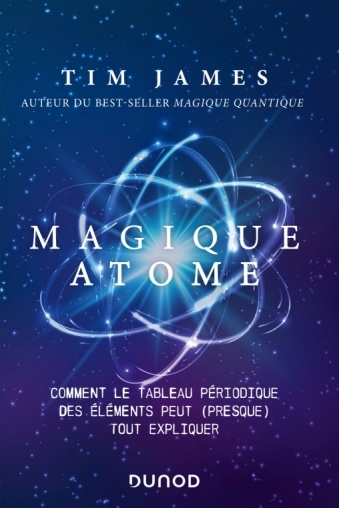 TIM JAMES
AUTEUR DU BEST-SELLER MAGIQUE QUANTIQUE
MAGIQUE
ATOME
COMMENT LE TABLEAU PÉRIODIQUE
DES ÉLÉMENTS PEUT (PRESQUE)
TOUT EXPLIQUER
DUNOD